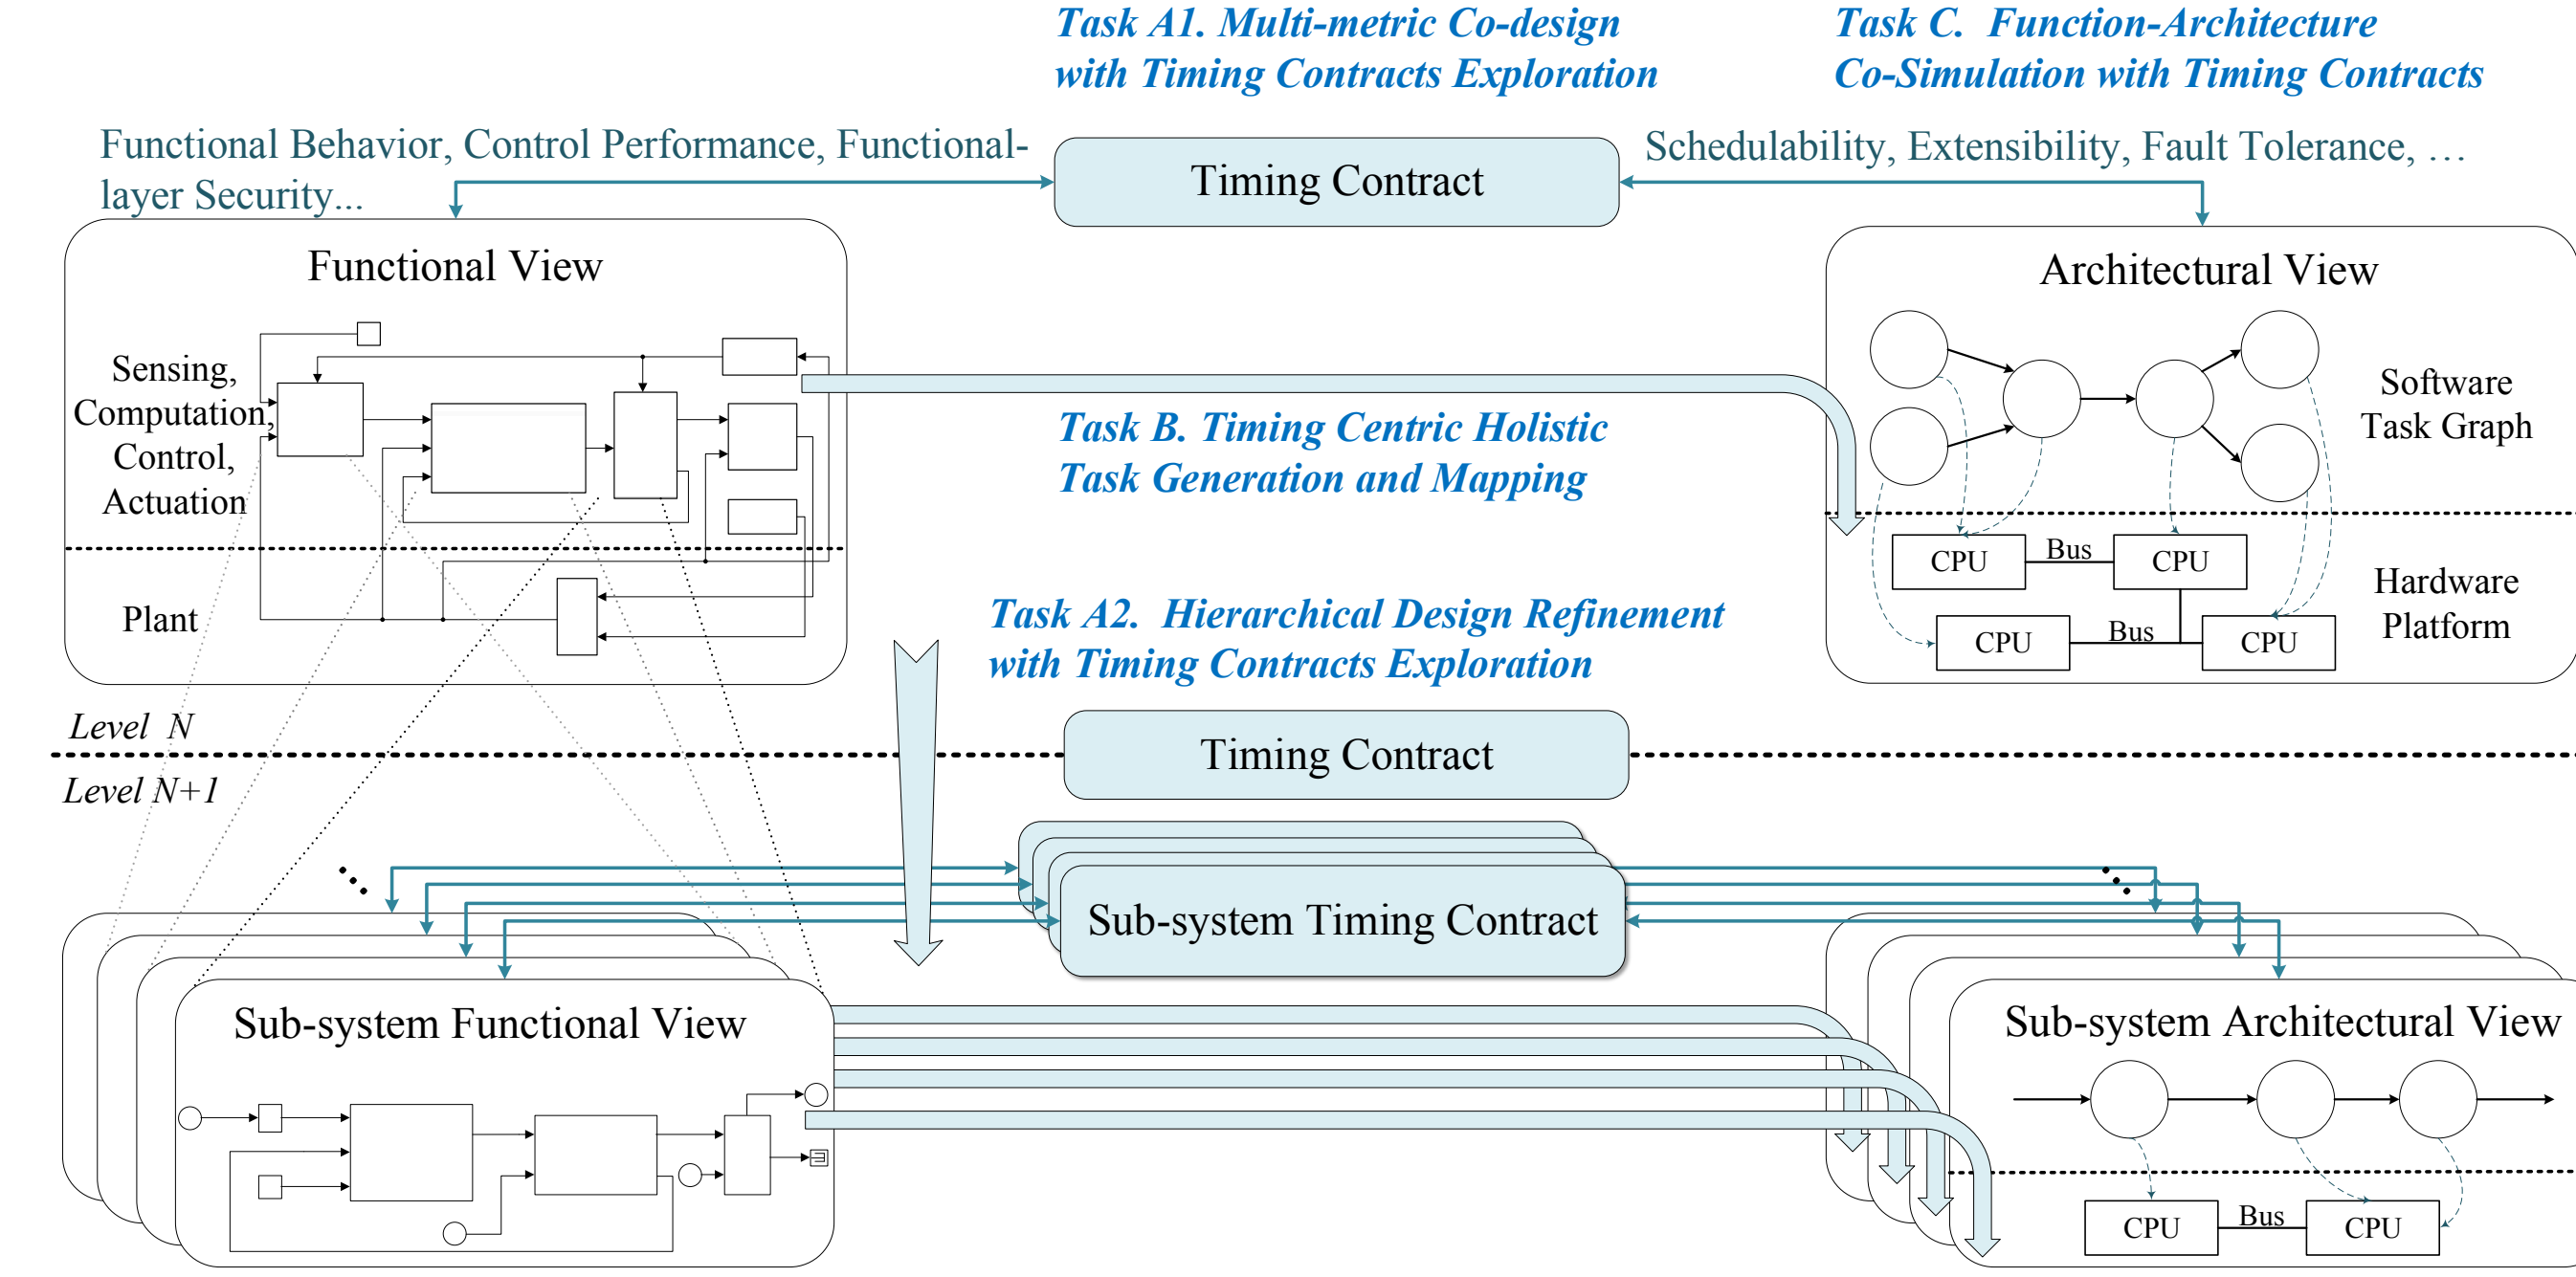 Task A1. Multi-metric Co-design
with Timing Contracts Exploration
Task C. Function-Architecture
Co-Simulation with Timing Contracts
Functional Behavior, Control Performance, Functional-
layer Security...
Timing Contract
Schedulability, Extensibility, Fault Tolerance, …
Functional View
Sensing,
Computation,
Control,
Actuation
Plant
Architectural View
Software
Task Graph
Task B. Timing Centric Holistic
Task Generation and Mapping
CPU
Bus
CPU
Hardware
Platform
CPU
Bus
CPU
Task A2. Hierarchical Design Refinement
with Timing Contracts Exploration
Level N
Timing Contract
Level N+1
Sub-system Timing Contract
Sub-system Functional View
Sub-system Architectural View
CPU
Bus
CPU